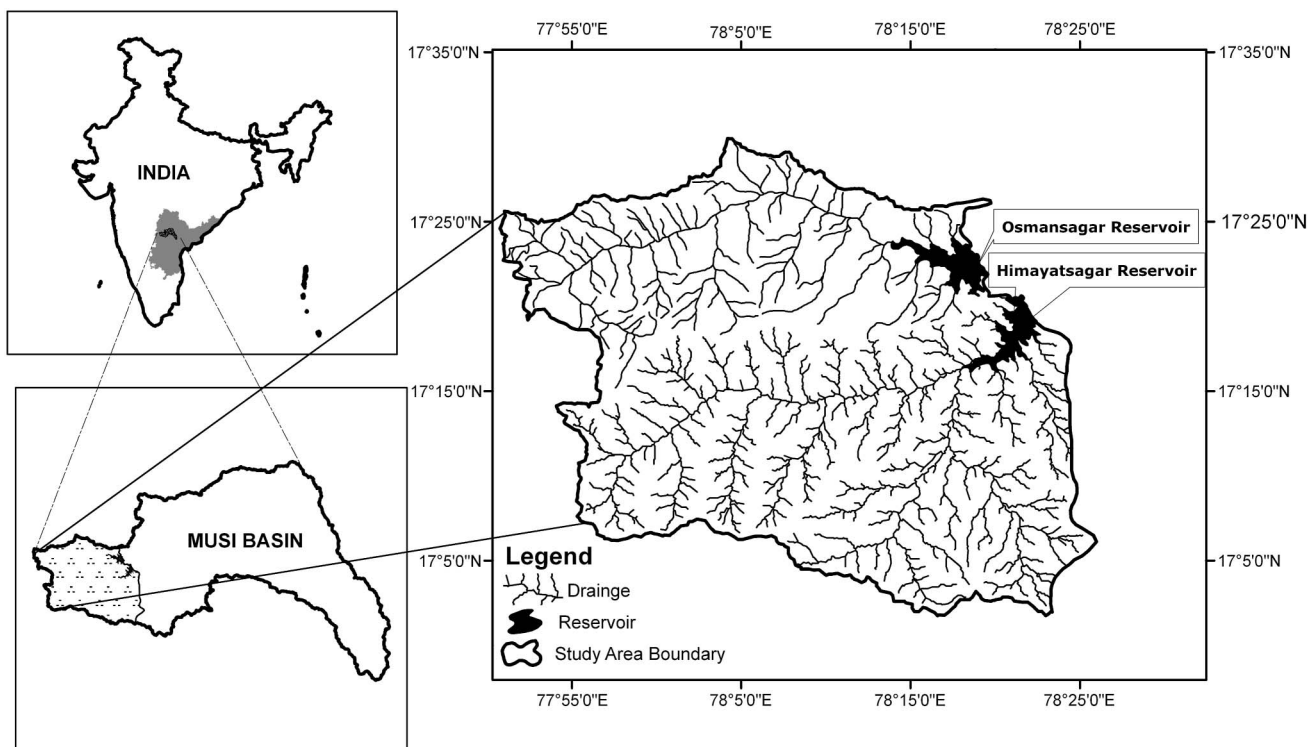 INDIA
MUSI BASIN
77°55'0"E
78°5'0"E
78°15'0"E
78°25'0"E
17°35'0"N
17°35'0"N
17°25'0"N
17°25'0"N
Osmansagar Reservoir
Himayatsagar Reservoir
17°15'0"N
17°15'0"N
17°5'0"N
17°5'0"N
Legend
Drainge
Reservoir
Study Area Boundary
77°55'0"E
78°5'0"E
78°15'0"E
78°25'0"E